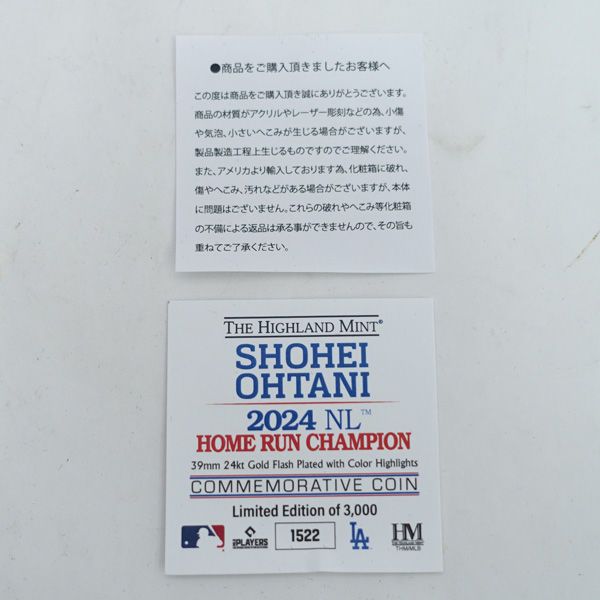 ●商品をご購入頂きましたお客様へ
この度は商品をご購入頂き誠にありがとうございます。
商品の材質がアクリルやレーザー彫刻などの為、小傷
や気泡、小さいへこみが生じる場合がございますが、
製品製造工程上生じるものですのでご理解ください。
また、アメリカより輸入しております為、化粧箱に破れ、
傷やへこみ、汚れなどがある場合がございますが、本体
に問題はございません。これらの破れやへこみ等化粧箱
の不備による返品は承る事ができませんので、その旨も
重ねてご了承ください。
THE HIGHLAND MINT®
SHOHEI
OHTANI
2024 NL™
HOME RUN CHAMPION
39mm 24kt Gold Flash Plated with Color Highlights
COMMEMORATIVE COIN
Limited Edition of 3,000
PLAYERS 1522 LA HM
THM/MLB